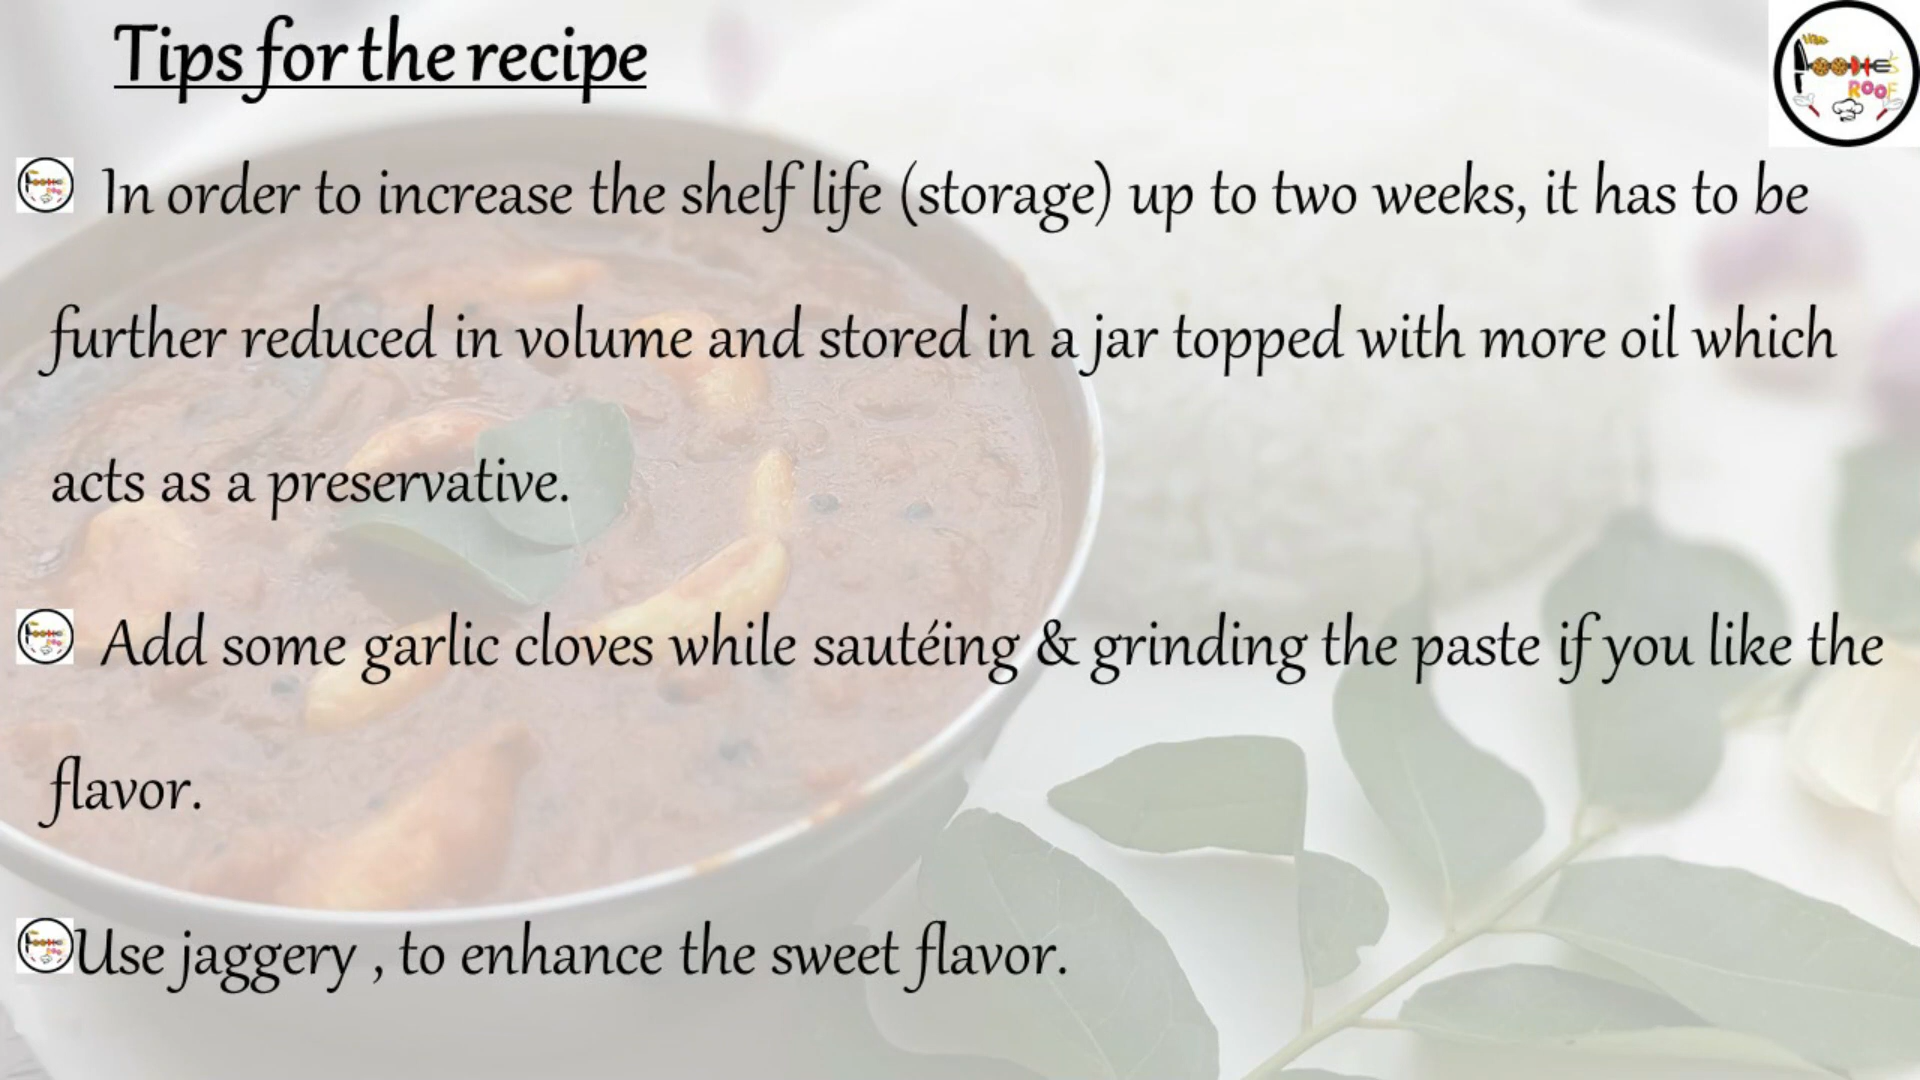 Tips for the recipe
FOODIE'S
ROOF
In order to increase the shelf life (storage) up to two weeks, it has to be
further reduced in volume and stored in a jar topped with more oil which
acts as a preservative.
Add some garlic cloves while sautéing & grinding the paste if you like the
flavor.
Use jaggery , to enhance the sweet flavor.